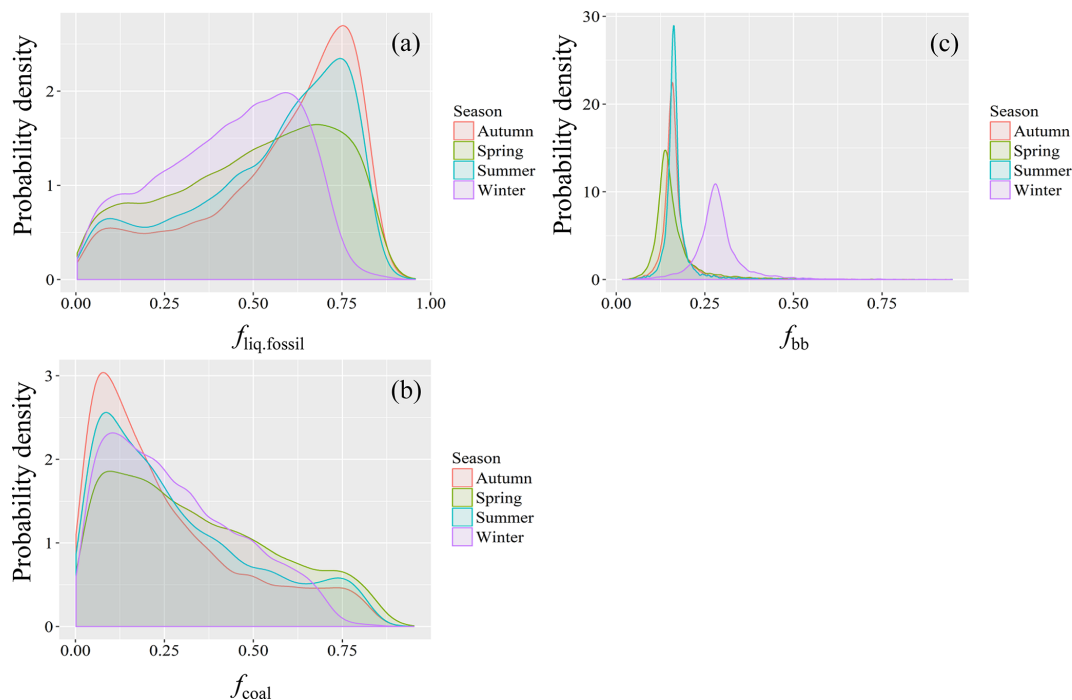 (a)
Probability density
2
1
0
0.00 0.25 0.50 0.75 1.00
fliq.fossil
Season
Autumn
Spring
Summer
Winter
(c)
Probability density
30
20
10
0
0.00 0.25 0.50 0.75
fbb
Season
Autumn
Spring
Summer
Winter
(b)
Probability density
3
2
1
0
0.00 0.25 0.50 0.75
fcoal
Season
Autumn
Spring
Summer
Winter